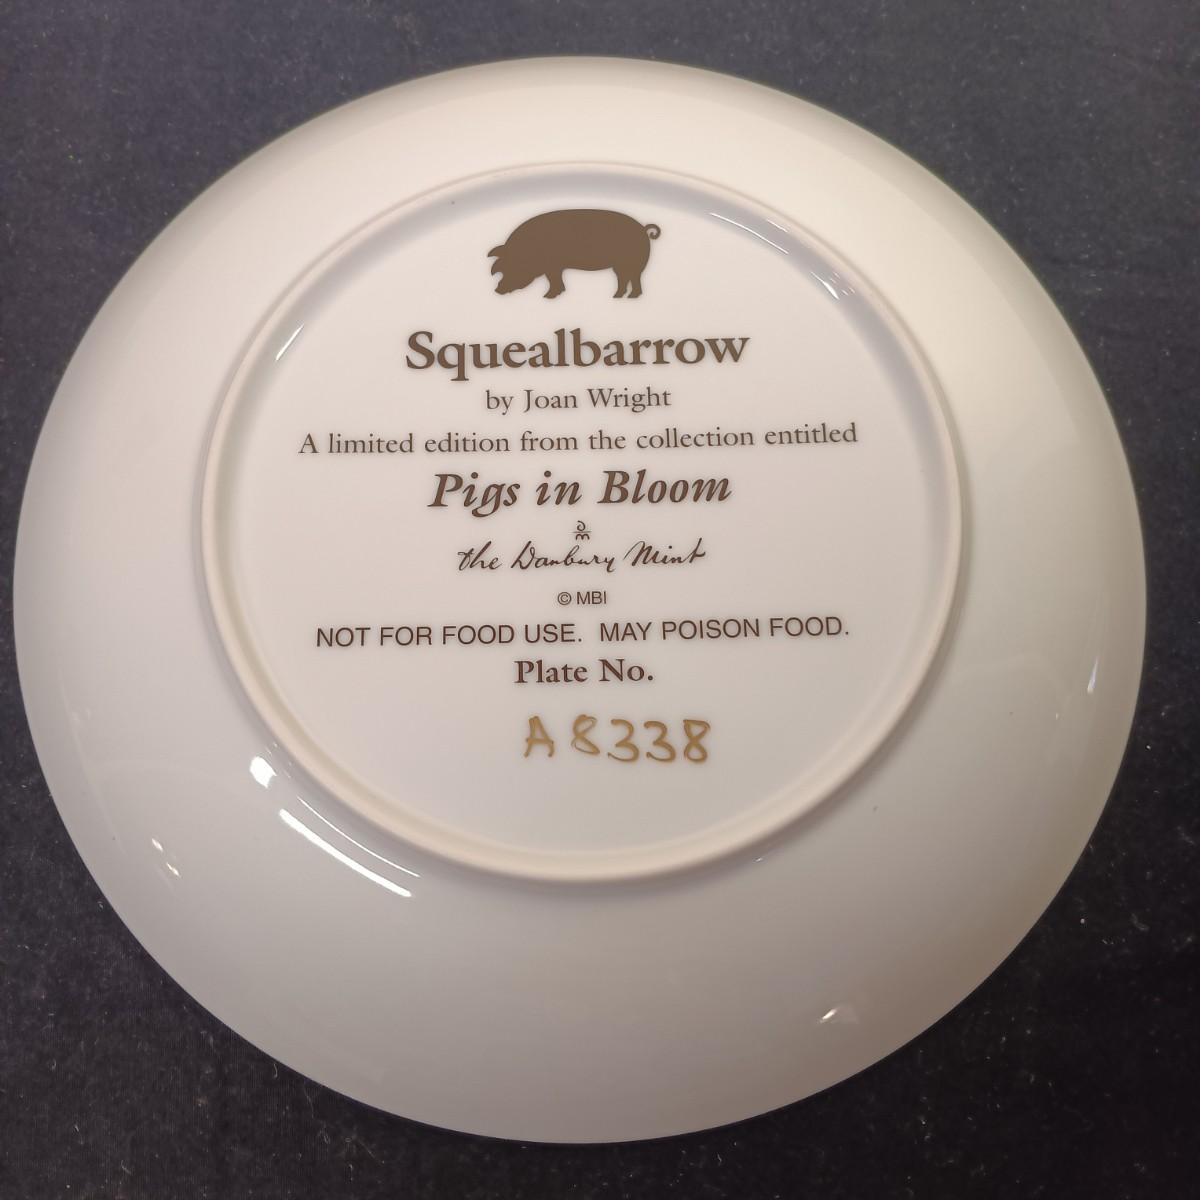 Squealbarrow
by Joan Wright
A limited edition from the collection entitled
Pigs in Bloom
the Danbury Mint
© MBI
NOT FOR FOOD USE. MAY POISON FOOD.
Plate No.
A8338